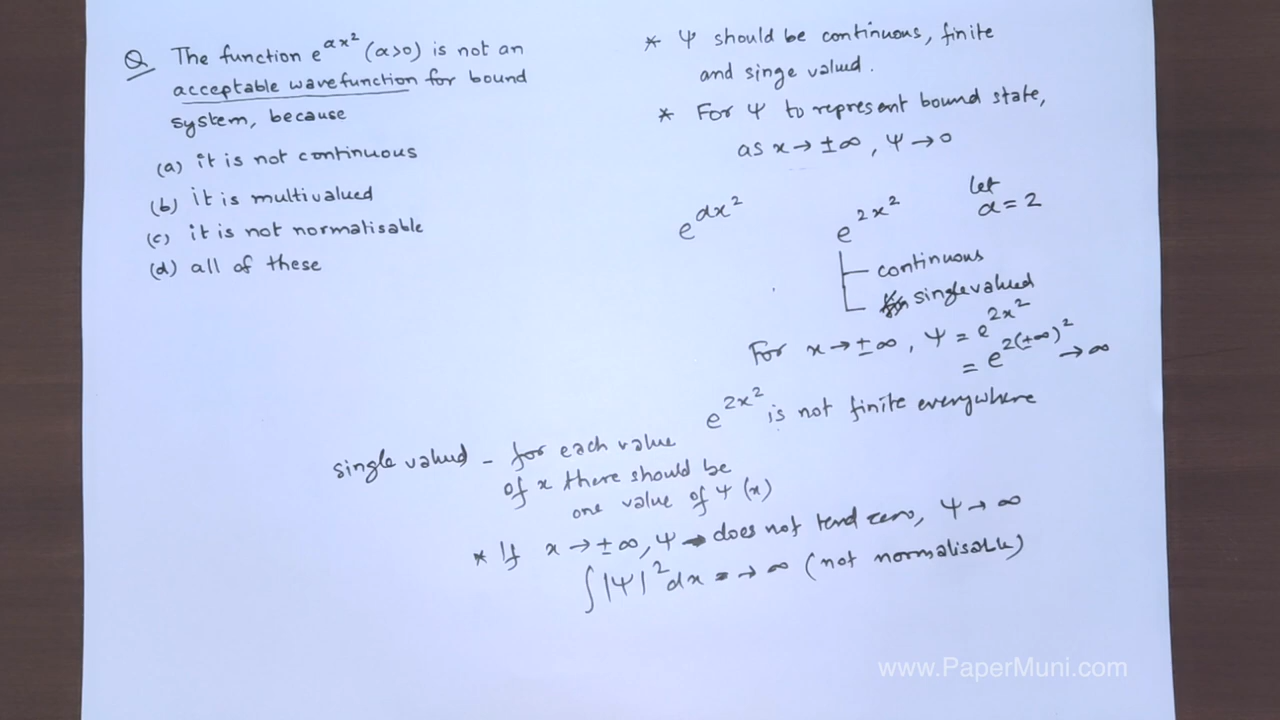 Q The function e^αx² (α>0) is not an
acceptable wavefunction for bound
system, because
(a) it is not continuous
(b) it is multivalued
(c) it is not normatisable
(d) all of these
* Ψ should be continuous, finite
and singe valued.
* For Ψ to represent bound state,
as x→±∞, Ψ→0
e^αx²
e^2x²
let
α=2
continuous
singlevalued
For x→±∞, Ψ = e^2x²
= e^2(±∞)² →∞
e^2x² is not finite everywhere
single valued - for each value
of x there should be
one value of Ψ(x)
* If x→±∞, Ψ→does not tend zero, Ψ→∞
∫|Ψ|²dx → ∞ (not normalisable)
www.PaperMuni.com